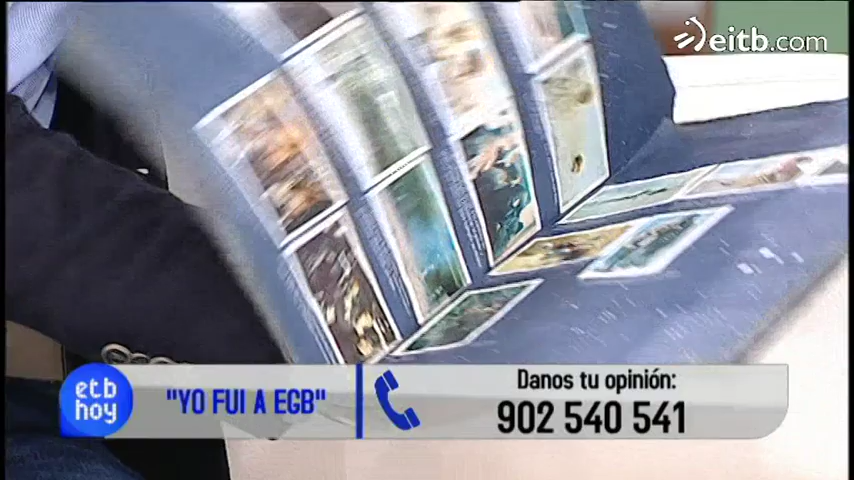 eitb.com
etb
hoy
"YO FUI A EGB"
Danos tu opinión:
902 540 541